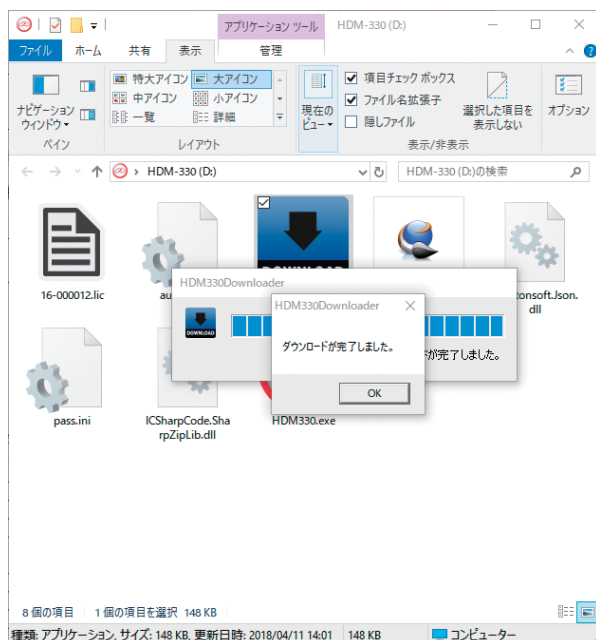 アプリケーション ツール
HDM-330 (D:)
ファイル
ホーム
共有
表示
管理
ナビゲーション
ウィンドウ
特大アイコン
大アイコン
中アイコン
小アイコン
一覧
詳細
現在の
ビュー
項目チェック ボックス
ファイル名拡張子
隠しファイル
選択した項目を
表示しない
オプション
ペイン
レイアウト
表示/非表示
HDM-330 (D:)
HDM-330 (D:)の検索
16-000012.lic
au
DOWNLOAD
tonsoft.Json.
dll
HDM330Downloader
DOWNLOAD
が完了しました。
HDM330Downloader
ダウンロードが完了しました。
OK
pass.ini
ICSharpCode.Sha
rpZipLib.dll
HDM330.exe
8 個の項目
1 個の項目を選択 148 KB
種類: アプリケーション, サイズ: 148 KB, 更新日時: 2018/04/11 14:01
148 KB
コンピューター